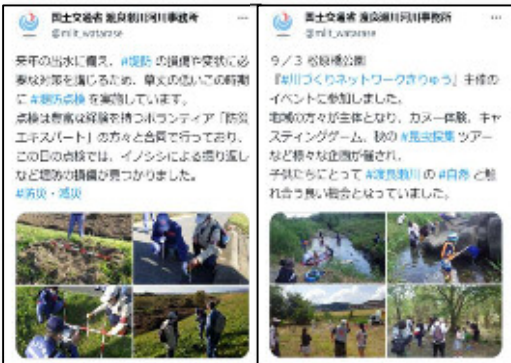 国土交通省 渡良瀬川河川事務所
@mlit_watarase
来年の出水に備え、#堤防 の損傷や変状に必
要な対策を講じるため、草丈の低いこの時期
に #堤防点検 を実施しています。
点検は豊富な経験を持つボランティア「防災
エキスパート」の方々と合同で行っており、
この日の点検では、イノシシによる掘り返し
など堤防の損傷が見つかりました。
#防災・減災
国土交通省 渡良瀬川河川事務所
@mlit_watarase
９／３ 松原橋公園
『#川づくりネットワークきりゅう』主催の
イベントに参加しました。
地域の方々が主体となり、カヌー体験、キャ
スティングゲーム、秋の #昆虫採集 ツアー
など様々な企画が催され、
子供たちにとって #渡良瀬川 の #自然 と触
れ合う良い機会となっていました。